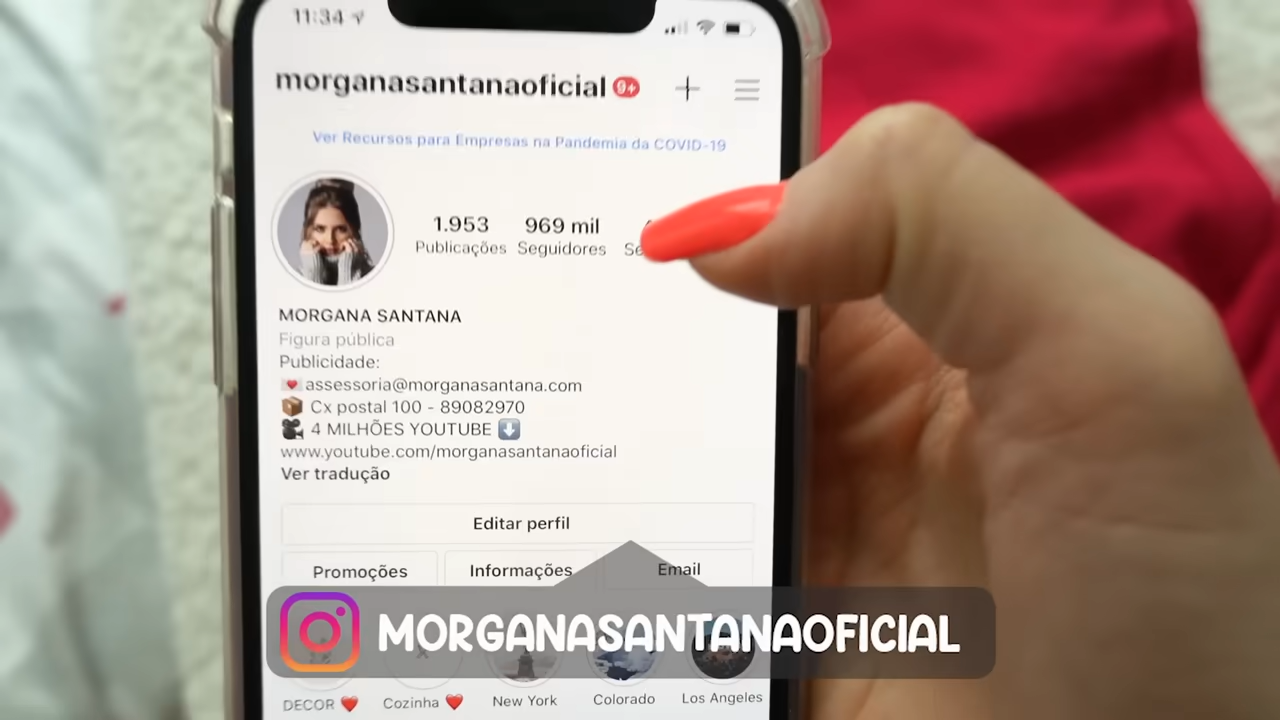 11:34
morganasantanaoficial 9+
Ver Recursos para Empresas na Pandemia da COVID-19
1.953 969 mil
Publicações Seguidores
MORGANA SANTANA
Figura pública
Publicidade:
💌 assessoria@morganasantana.com
📦 Cx postal 100 - 89082970
🎥 4 MILHÕES YOUTUBE ⬇️
www.youtube.com/morganasantanaoficial
Ver tradução
Editar perfil
Promoções Informações Email
MORGANASANTANAOFICIAL
DECOR ❤️ Cozinha ❤️ New York Colorado Los Angeles